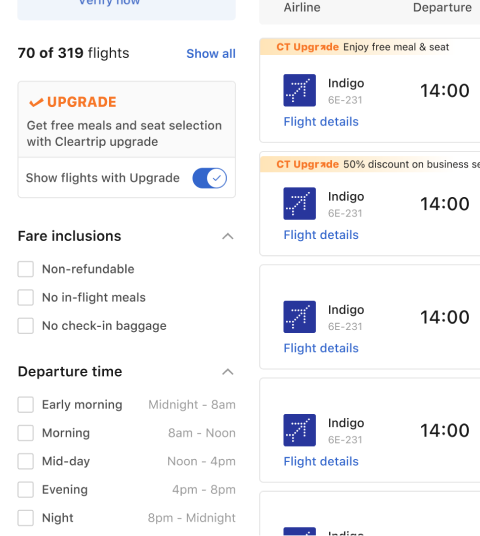 Verify now
70 of 319 flights
Show all
UPGRADE
Get free meals and seat selection
with Cleartrip upgrade
Show flights with Upgrade
Fare inclusions
Non-refundable
No in-flight meals
No check-in baggage
Departure time
Early morning Midnight - 8am
Morning 8am - Noon
Mid-day Noon - 4pm
Evening 4pm - 8pm
Night 8pm - Midnight
Airline Departure
CT Upgrade Enjoy free meal & seat
Indigo
6E-231
14:00
Flight details
CT Upgrade 50% discount on business se
Indigo
6E-231
14:00
Flight details
Indigo
6E-231
14:00
Flight details
Indigo
6E-231
14:00
Flight details
Indigo